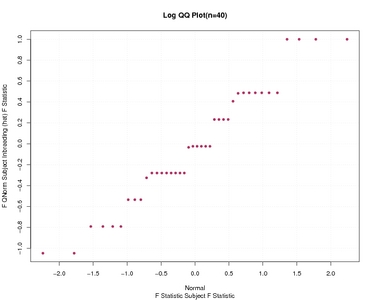 Log QQ Plot(n=40)
F QNorm Subject Inbreeding (hat) F Statistic
1.0
0.8
0.6
0.4
0.2
0.0
−0.2
−0.4
−0.6
−0.8
−1.0
−2.0 −1.5 −1.0 −0.5 0.0 0.5 1.0 1.5 2.0
Normal
F Statistic Subject F Statistic